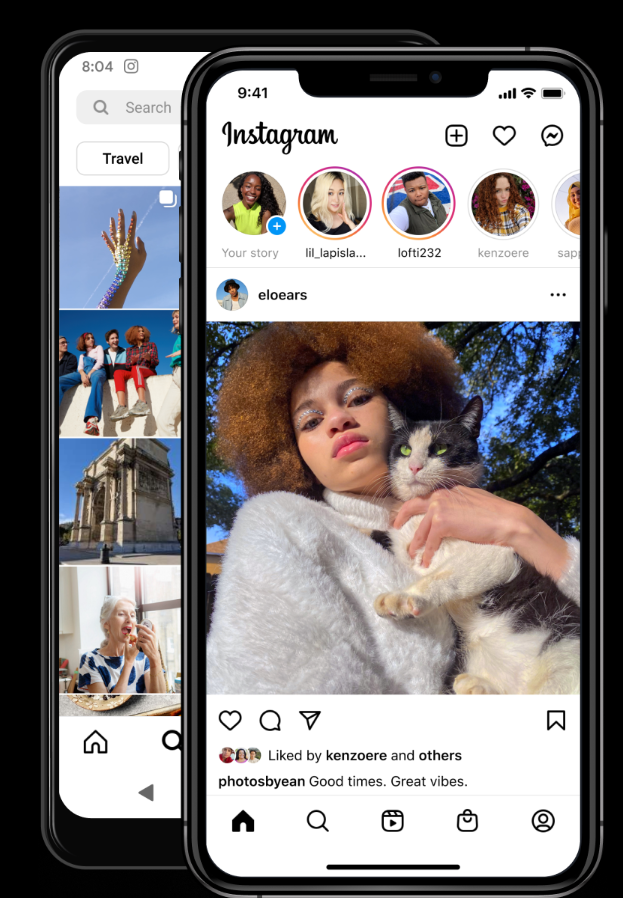 8:04
Search
Travel
9:41
Instagram
Your story
lil_lapisla...
lofti232
kenzoere
sapp
eloears
Liked by kenzoere and others
photosbyean Good times. Great vibes.